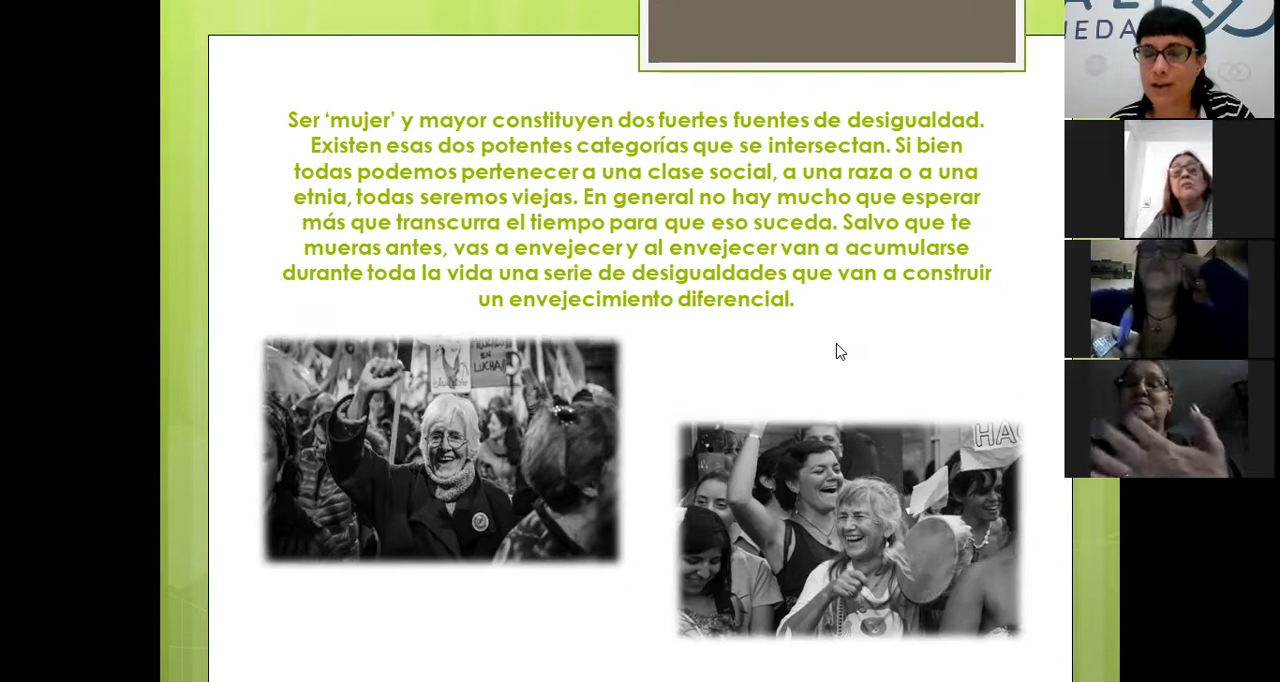 Ser ‘mujer’ y mayor constituyen dos fuertes fuentes de desigualdad.
Existen esas dos potentes categorías que se intersectan. Si bien
todas podemos pertenecer a una clase social, a una raza o a una
etnia, todas seremos viejas. En general no hay mucho que esperar
más que transcurra el tiempo para que eso suceda. Salvo que te
mueras antes, vas a envejecer y al envejecer van a acumularse
durante toda la vida una serie de desigualdades que van a construir
un envejecimiento diferencial.
EN
LUCHA
HA